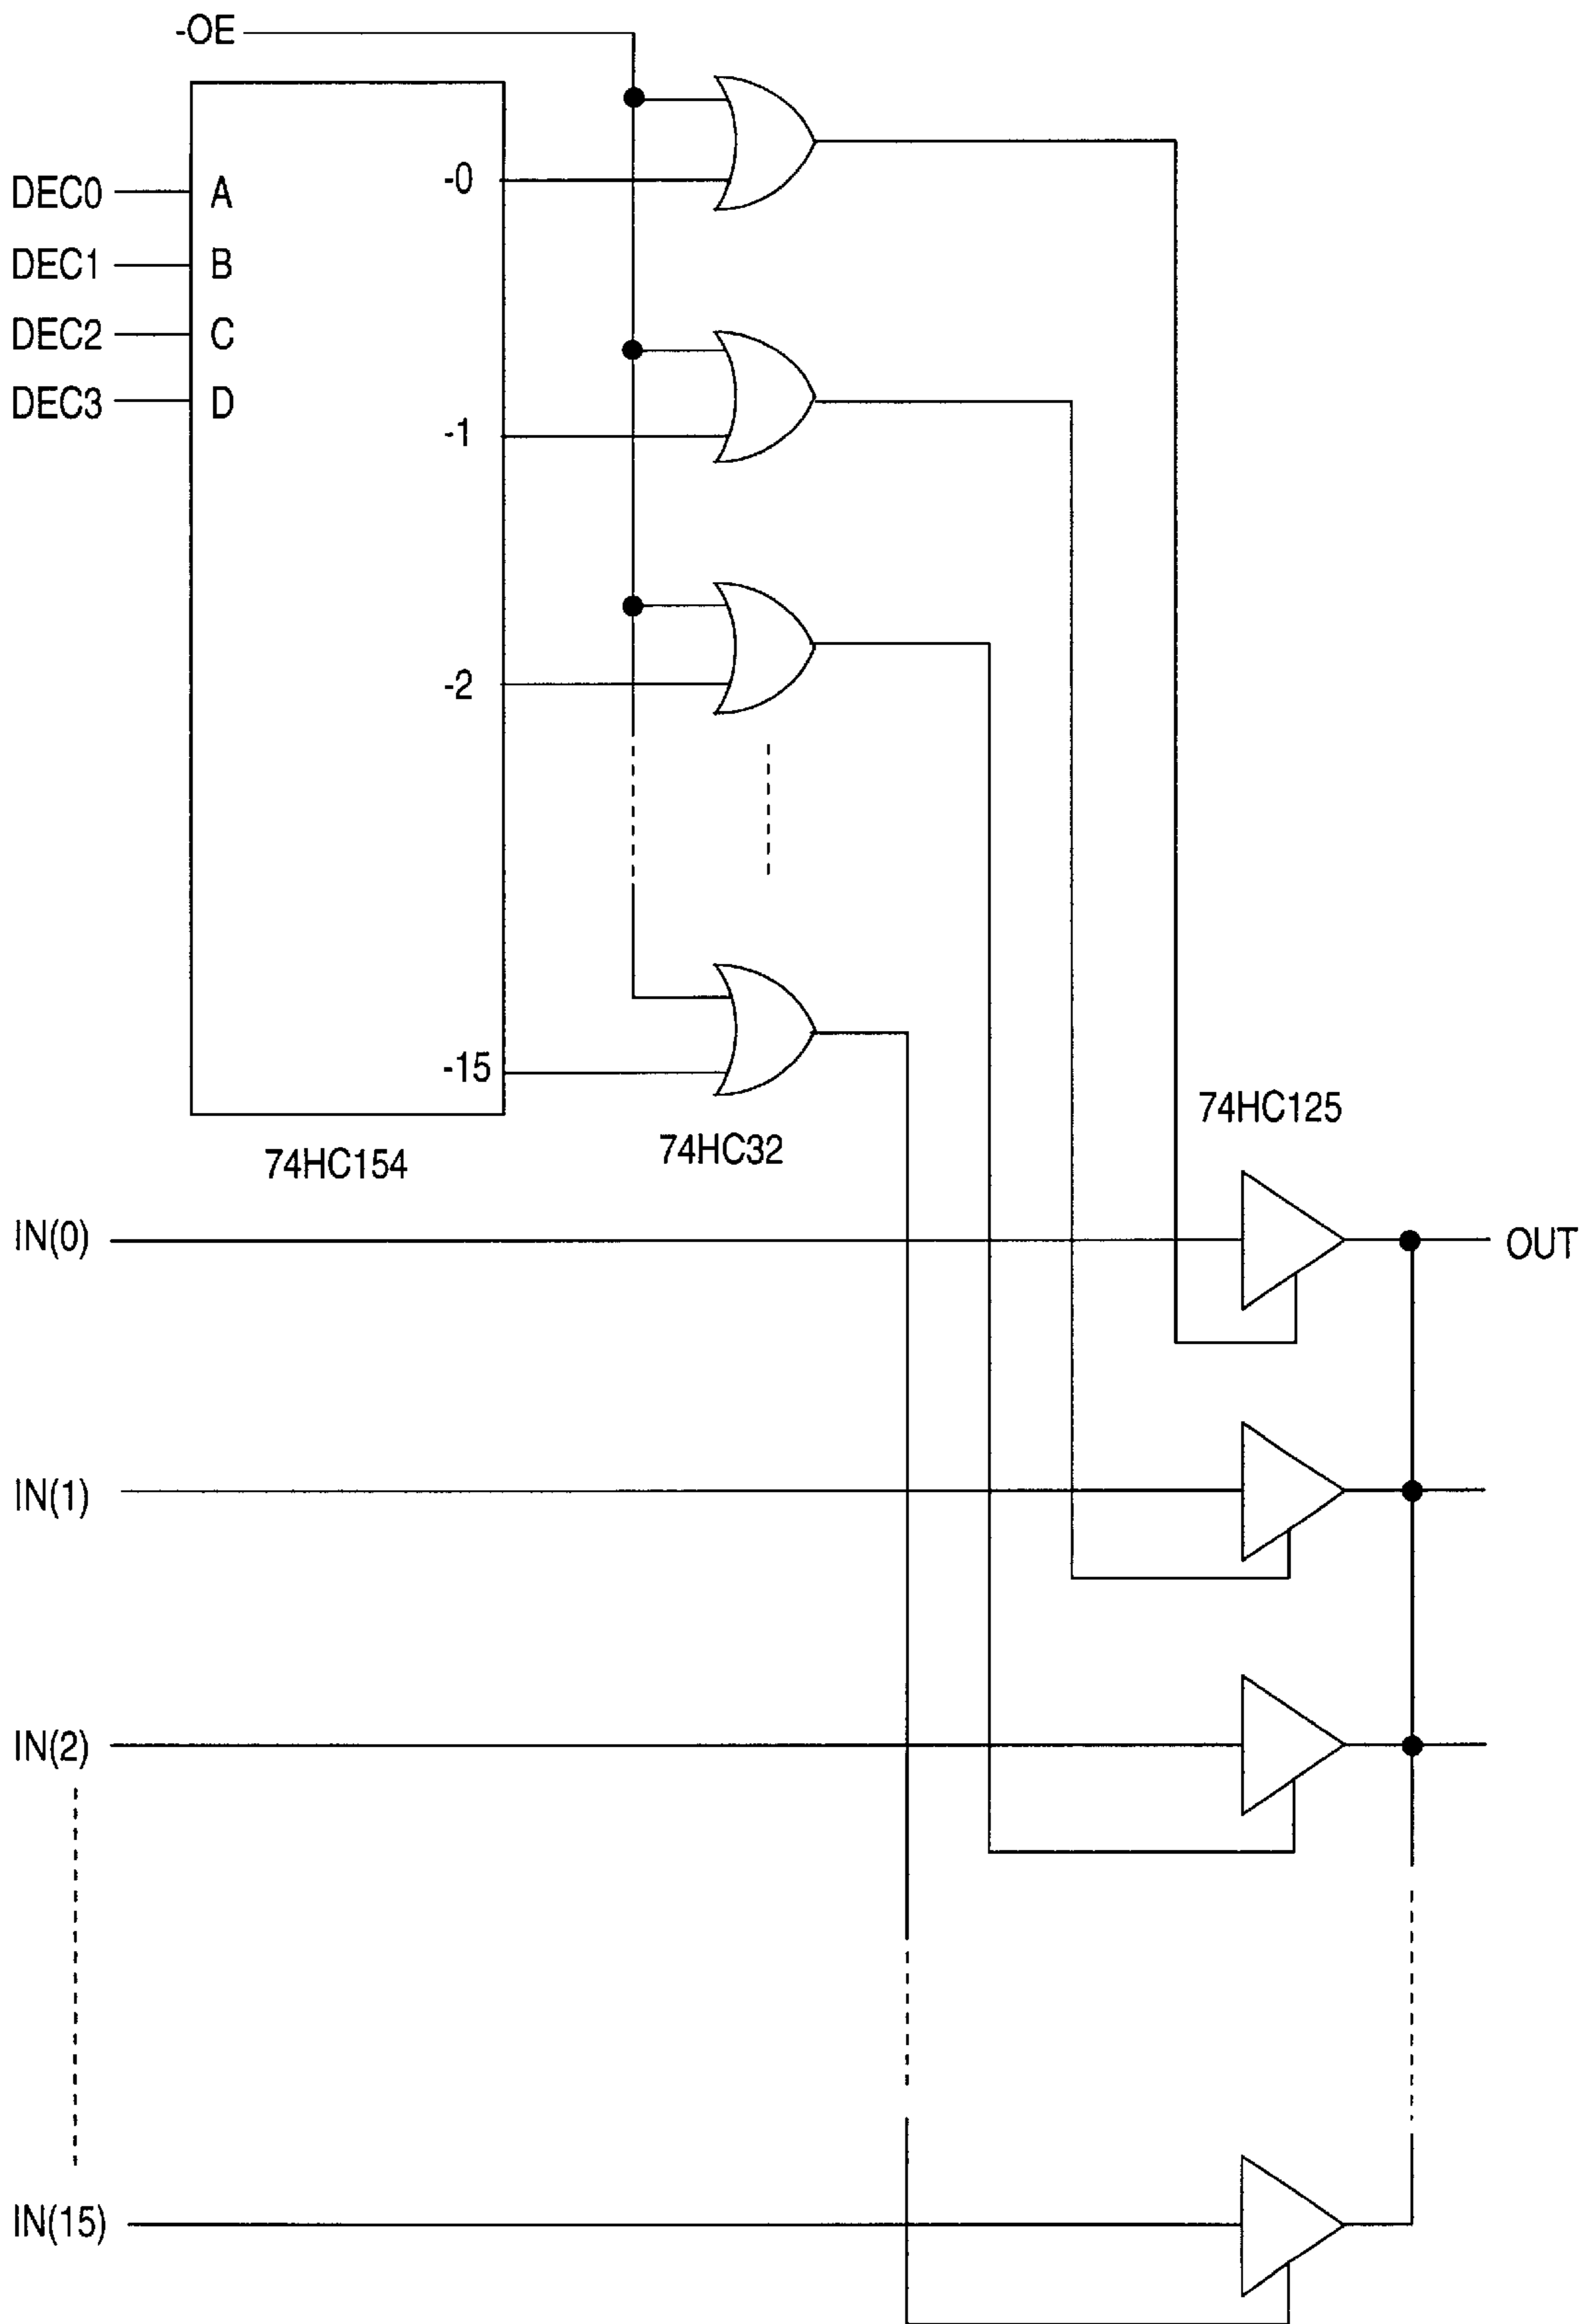 -OE
DEC0
A
-0
DEC1
B
DEC2
C
DEC3
D
-1
-2
-15
74HC154
74HC32
74HC125
IN(0)
OUT
IN(1)
IN(2)
IN(15)